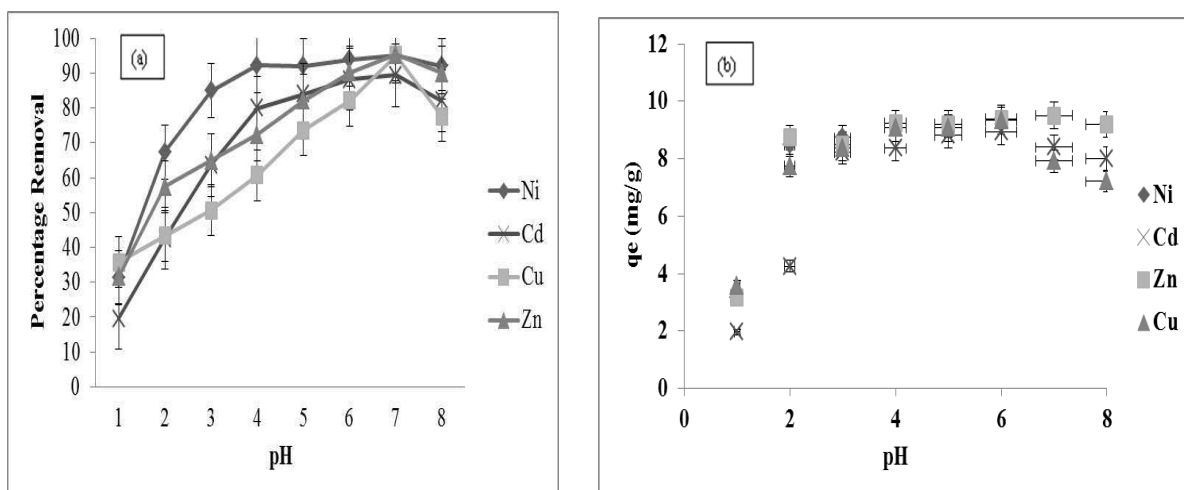 (a)
Percentage Removal
100
90
80
70
60
50
40
30
20
10
0
1 2 3 4 5 6 7 8
pH
Ni
Cd
Cu
Zn
(b)
qe (mg/g)
12
10
8
6
4
2
0
0 2 4 6 8
pH
Ni
Cd
Zn
Cu